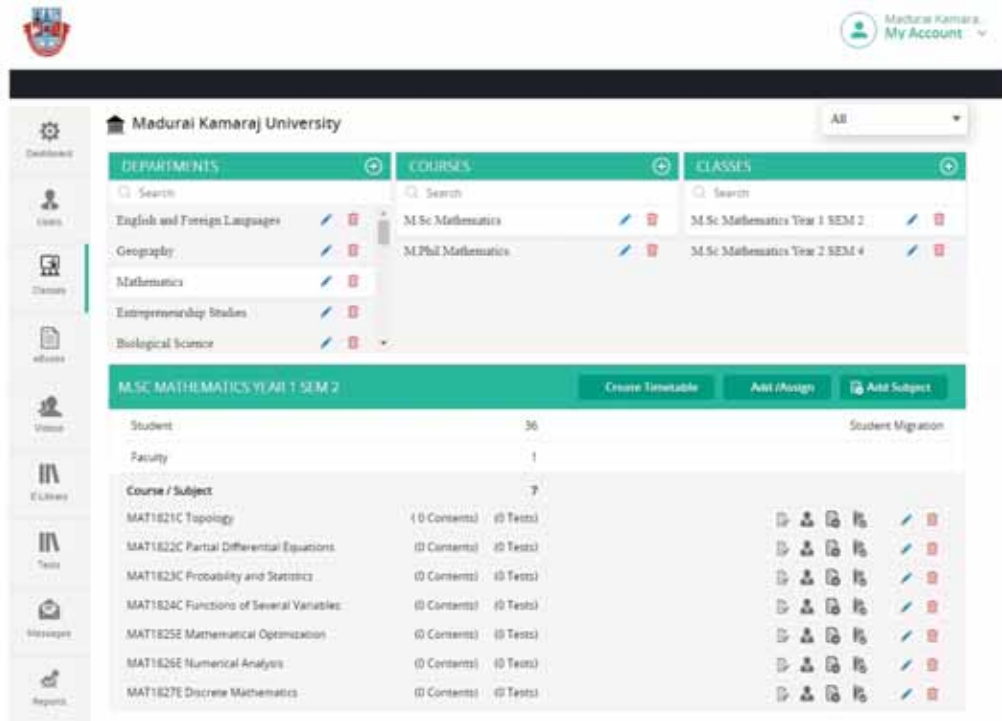 Madurai Kamara..
My Account
Madurai Kamaraj University
All
Dashboard
Users
Classes
eBooks
Videos
E Library
Tests
Messages
Reports
DEPARTMENTS
Search
English and Foreign Languages
Geography
Mathematics
Entrepreneurship Studies
Biological Science
COURSES
Search
M.Sc Mathematics
M.Phil Mathematics
CLASSES
Search
M.Sc Mathematics Year 1 SEM 2
M.Sc Mathematics Year 2 SEM 4
M.SC MATHEMATICS YEAR 1 SEM 2
Create Timetable
Add /Assign
Add Subject
Student 36 Student Migration
Faculty 1
Course / Subject 7
MAT1821C Topology ( 0 Contents) (0 Tests)
MAT1822C Partial Differential Equations (0 Contents) (0 Tests)
MAT1823C Probability and Statistics (0 Contents) (0 Tests)
MAT1824C Functions of Several Variables (0 Contents) (0 Tests)
MAT1825E Mathematical Optimization (0 Contents) (0 Tests)
MAT1826E Numerical Analysis (0 Contents) (0 Tests)
MAT1827E Discrete Mathematics (0 Contents) (0 Tests)